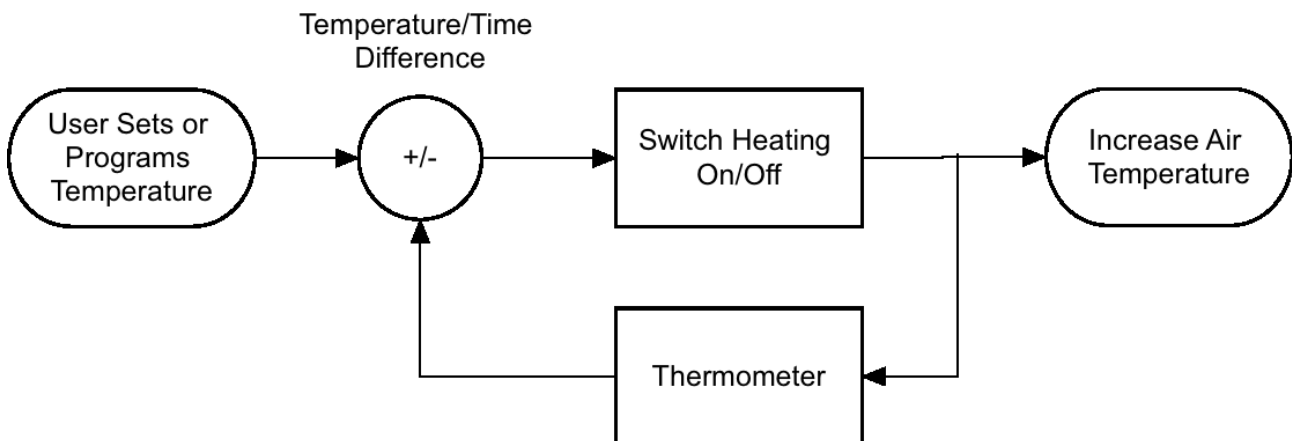 Temperature/Time
Difference
User Sets or
Programs
Temperature
+/-
Switch Heating
On/Off
Increase Air
Temperature
Thermometer